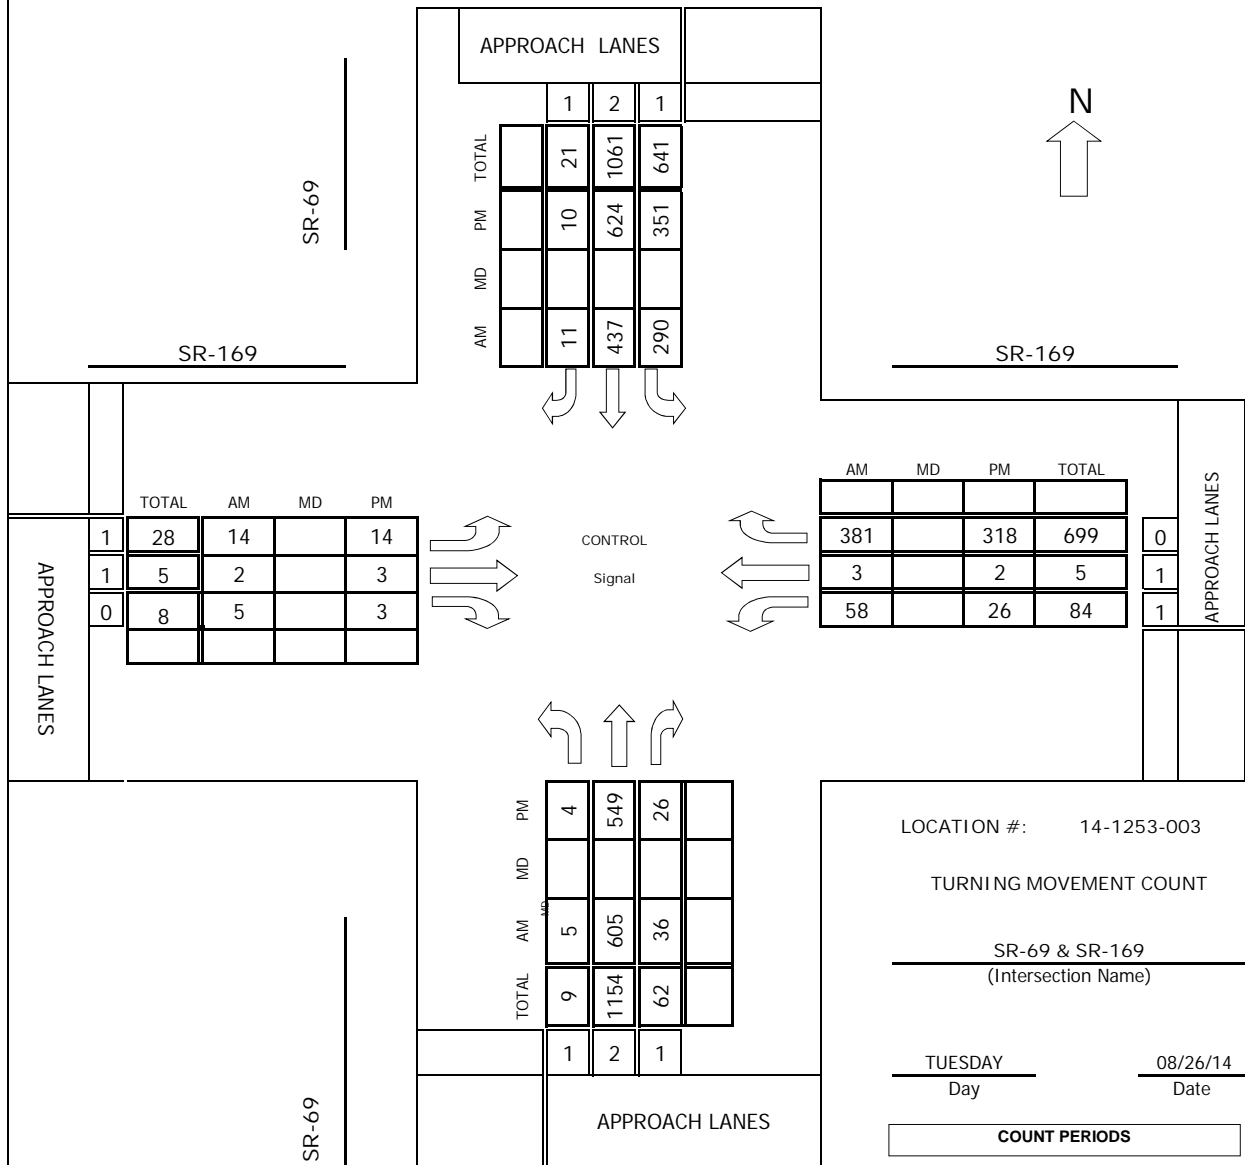 APPROACH LANES
1 2 1
N
TOTAL 21 1061 641
PM 10 624 351
MD
AM 11 437 290
SR-69
SR-169
SR-169
AM MD PM TOTAL
381 318 699 0
3 2 5 1
58 26 84 1
APPROACH LANES
TOTAL AM MD PM
1 28 14 14
1 5 2 3
0 8 5 3
APPROACH LANES
CONTROL
Signal
PM 4 549 26
MD
MD
AM 5 605 36
TOTAL 9 1154 62
1 2 1
APPROACH LANES
SR-69
LOCATION #: 14-1253-003
TURNING MOVEMENT COUNT
SR-69 & SR-169
(Intersection Name)
TUESDAY 08/26/14
Day Date
COUNT PERIODS